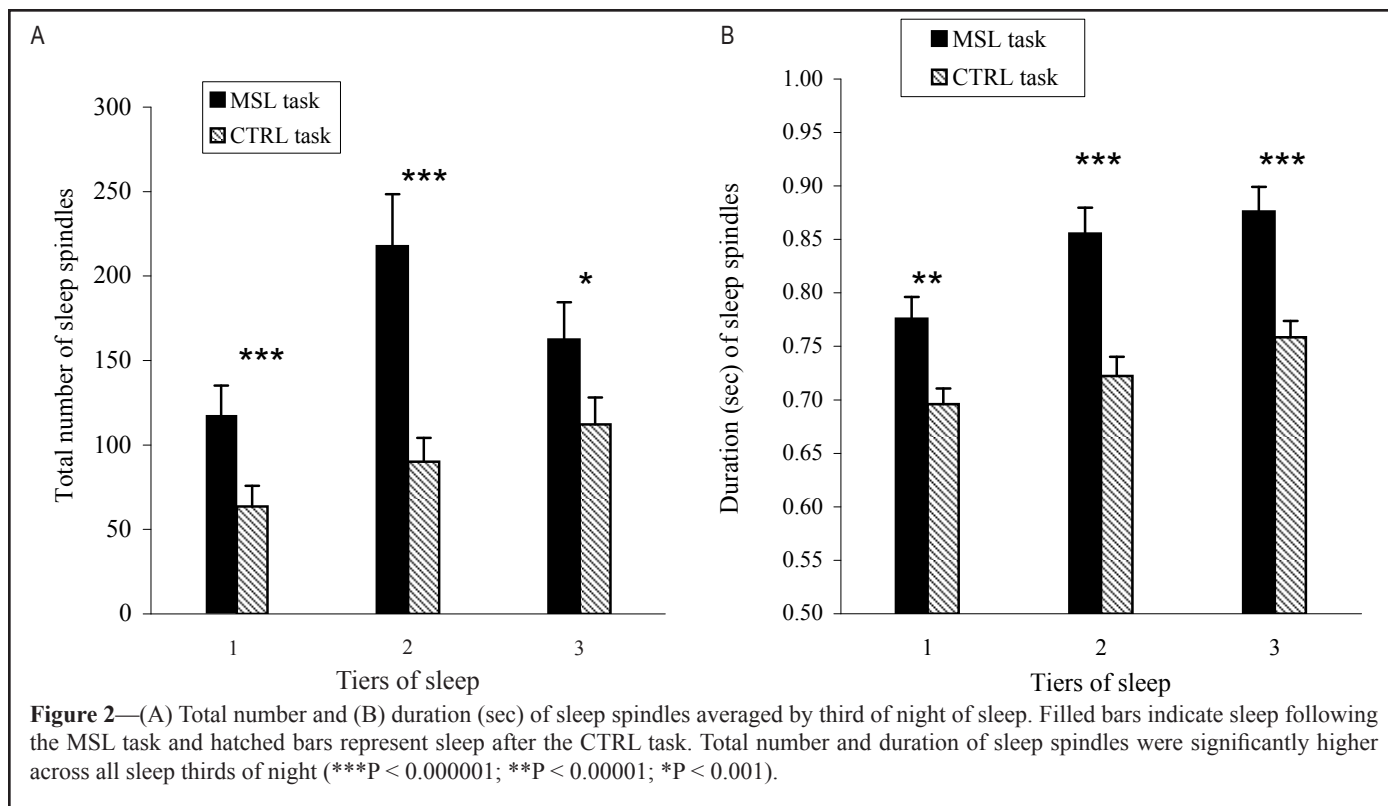 A
MSL task
CTRL task
300
250
200
150
100
50
0
Total number of sleep spindles
***
***
*
1
2
3
Tiers of sleep
B
MSL task
CTRL task
1.00
0.95
0.90
0.85
0.80
0.75
0.70
0.65
0.60
0.55
0.50
Duration (sec) of sleep spindles
**
***
***
1
2
3
Tiers of sleep
Figure 2—(A) Total number and (B) duration (sec) of sleep spindles averaged by third of night of sleep. Filled bars indicate sleep following
the MSL task and hatched bars represent sleep after the CTRL task. Total number and duration of sleep spindles were significantly higher
across all sleep thirds of night (***P < 0.000001; **P < 0.00001; *P < 0.001).